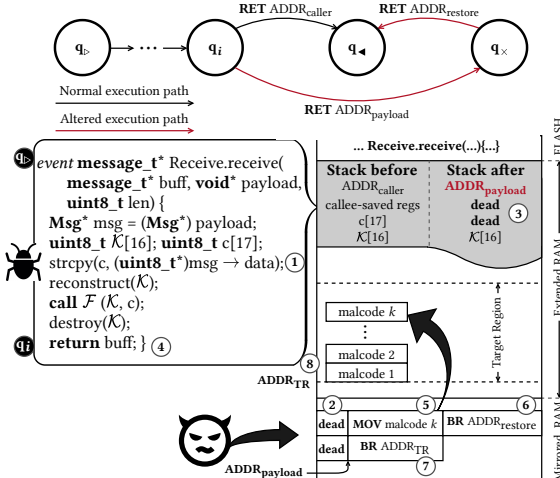 RET ADDRcaller
RET ADDRrestore
q▷
...
qi
q◀
q×
RET ADDRpayload
Normal execution path
Altered execution path
q▷
event message_t* Receive.receive(
message_t* buff, void* payload,
uint8_t len) {
Msg* msg = (Msg*) payload;
uint8_t 𝒦[16]; uint8_t c[17];
strcpy(c, (uint8_t*)msg → data); 1
reconstruct(𝒦);
call ℱ (𝒦, c);
destroy(𝒦);
qi
return buff; } 4
... Receive.receive(...){...}
Stack before
ADDRcaller
callee-saved regs
c[17]
𝒦[16]
Stack after
ADDRpayload
dead
dead
𝒦[16]
3
FLASH
Extended RAM
Mirrored RAM
Target Region
malcode k
⋮
malcode 2
malcode 1
8
ADDRTR
2
5
6
dead
MOV malcode k
BR ADDRrestore
dead
BR ADDRTR
7
ADDRpayload